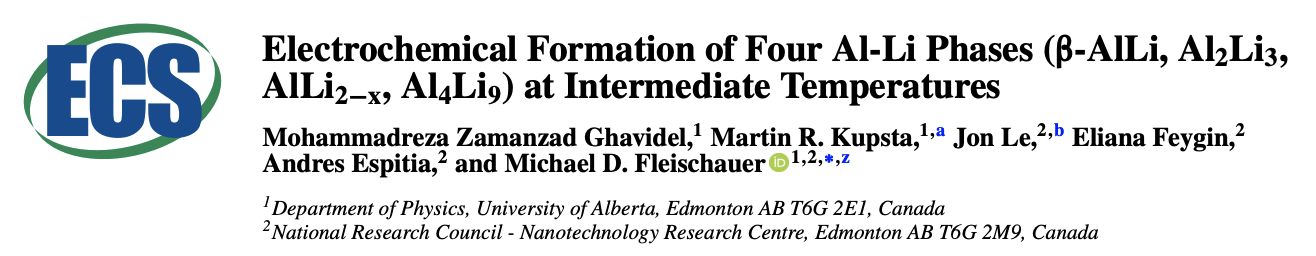 ECS
Electrochemical Formation of Four Al-Li Phases (β-AlLi, Al₂Li₃,
AlLi₂₋ₓ, Al₄Li₉) at Intermediate Temperatures
Mohammadreza Zamanzad Ghavidel,¹ Martin R. Kupsta,¹,ᵃ Jon Le,²,ᵇ Eliana Feygin,²
Andres Espitia,² and Michael D. Fleischauer iD ¹,²,*,ᶻ
¹Department of Physics, University of Alberta, Edmonton AB T6G 2E1, Canada
²National Research Council - Nanotechnology Research Centre, Edmonton AB T6G 2M9, Canada